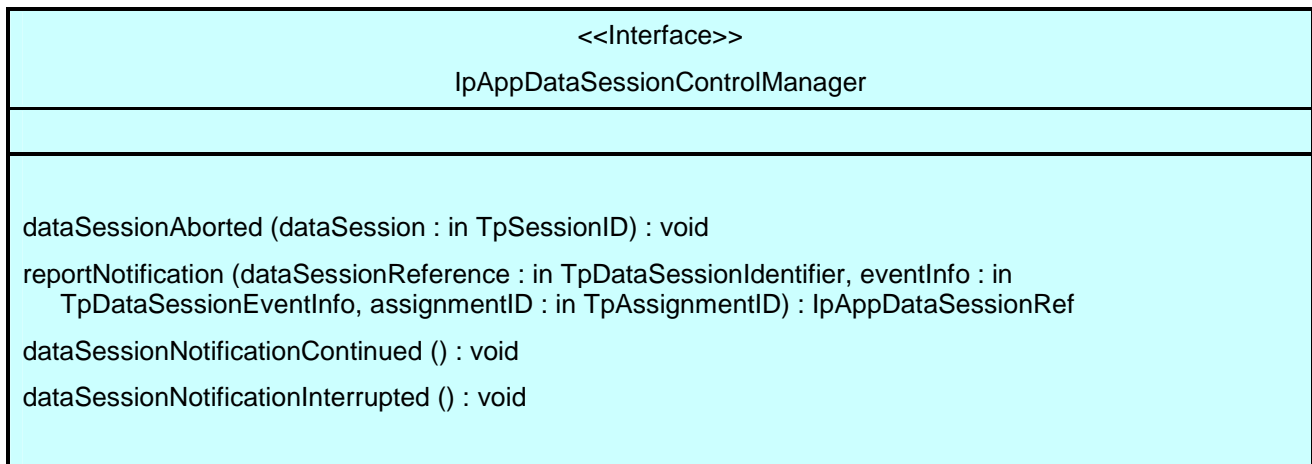 <<Interface>>
IpAppDataSessionControlManager
dataSessionAborted (dataSession : in TpSessionID) : void
reportNotification (dataSessionReference : in TpDataSessionIdentifier, eventInfo : in
TpDataSessionEventInfo, assignmentID : in TpAssignmentID) : IpAppDataSessionRef
dataSessionNotificationContinued () : void
dataSessionNotificationInterrupted () : void